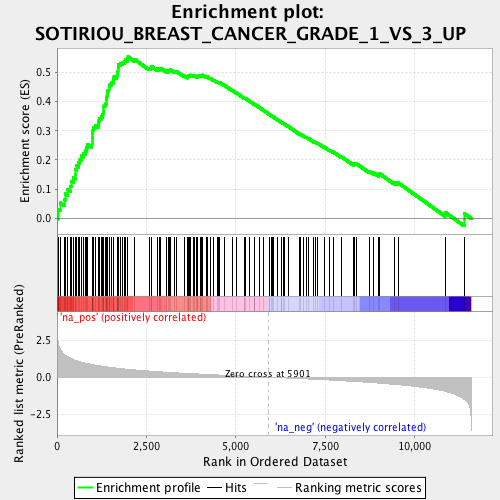 Enrichment plot:
SOTIRIOU_BREAST_CANCER_GRADE_1_VS_3_UP
Enrichment score (ES)
0.5
0.4
0.3
0.2
0.1
0.0
'na_pos' (positively correlated)
Ranked list metric (PreRanked)
2.5
0.0
-2.5
Zero cross at 5901
'na_neg' (negatively correlated)
0
2,500
5,000
7,500
10,000
Rank in Ordered Dataset
Enrichment profile
Hits
Ranking metric scores